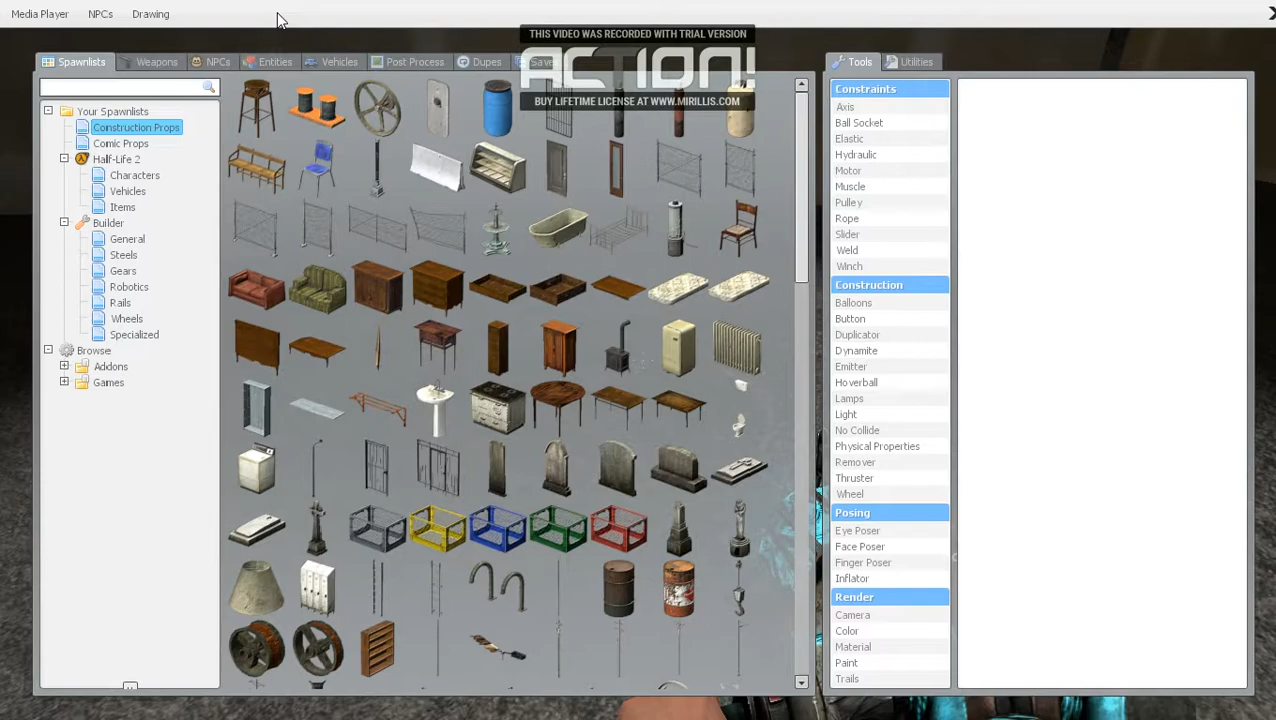 Media Player NPCs Drawing
THIS VIDEO WAS RECORDED WITH TRIAL VERSION
ACTION!
BUY LIFETIME LICENSE AT WWW.MIRILLIS.COM
Spawnlists Weapons NPCs Entities Vehicles Post Process Dupes Saves
Your Spawnlists
Construction Props
Comic Props
Half-Life 2
Characters
Vehicles
Items
Builder
General
Steels
Gears
Robotics
Rails
Wheels
Specialized
Browse
Addons
Games
Tools Utilities
Constraints
Axis
Ball Socket
Elastic
Hydraulic
Motor
Muscle
Pulley
Rope
Slider
Weld
Winch
Construction
Balloons
Button
Duplicator
Dynamite
Emitter
Hoverball
Lamps
Light
No Collide
Physical Properties
Remover
Thruster
Wheel
Posing
Eye Poser
Face Poser
Finger Poser
Inflator
Render
Camera
Color
Material
Paint
Trails